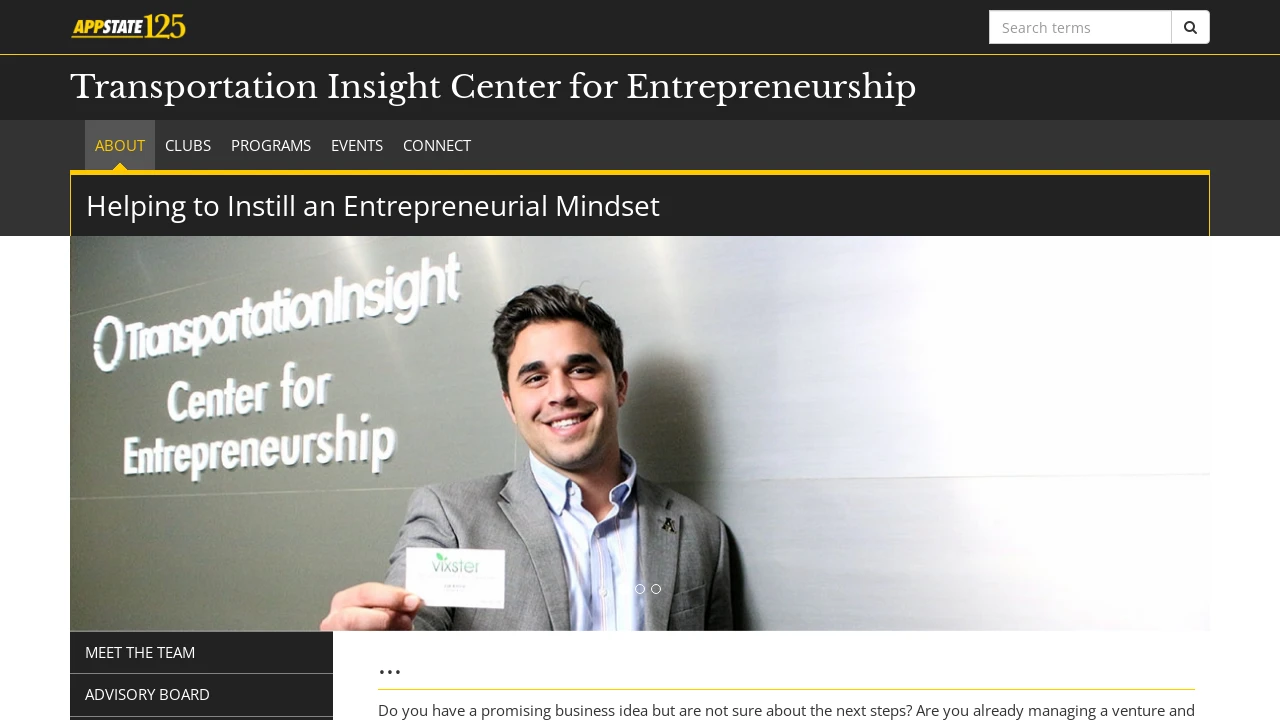 APPSTATE125
Search terms
Transportation Insight Center for Entrepreneurship
ABOUT CLUBS PROGRAMS EVENTS CONNECT
Helping to Instill an Entrepreneurial Mindset
TransportationInsight
Center for
Entrepreneurship
vixster
MEET THE TEAM
ADVISORY BOARD
...
Do you have a promising business idea but are not sure about the next steps? Are you already managing a venture and